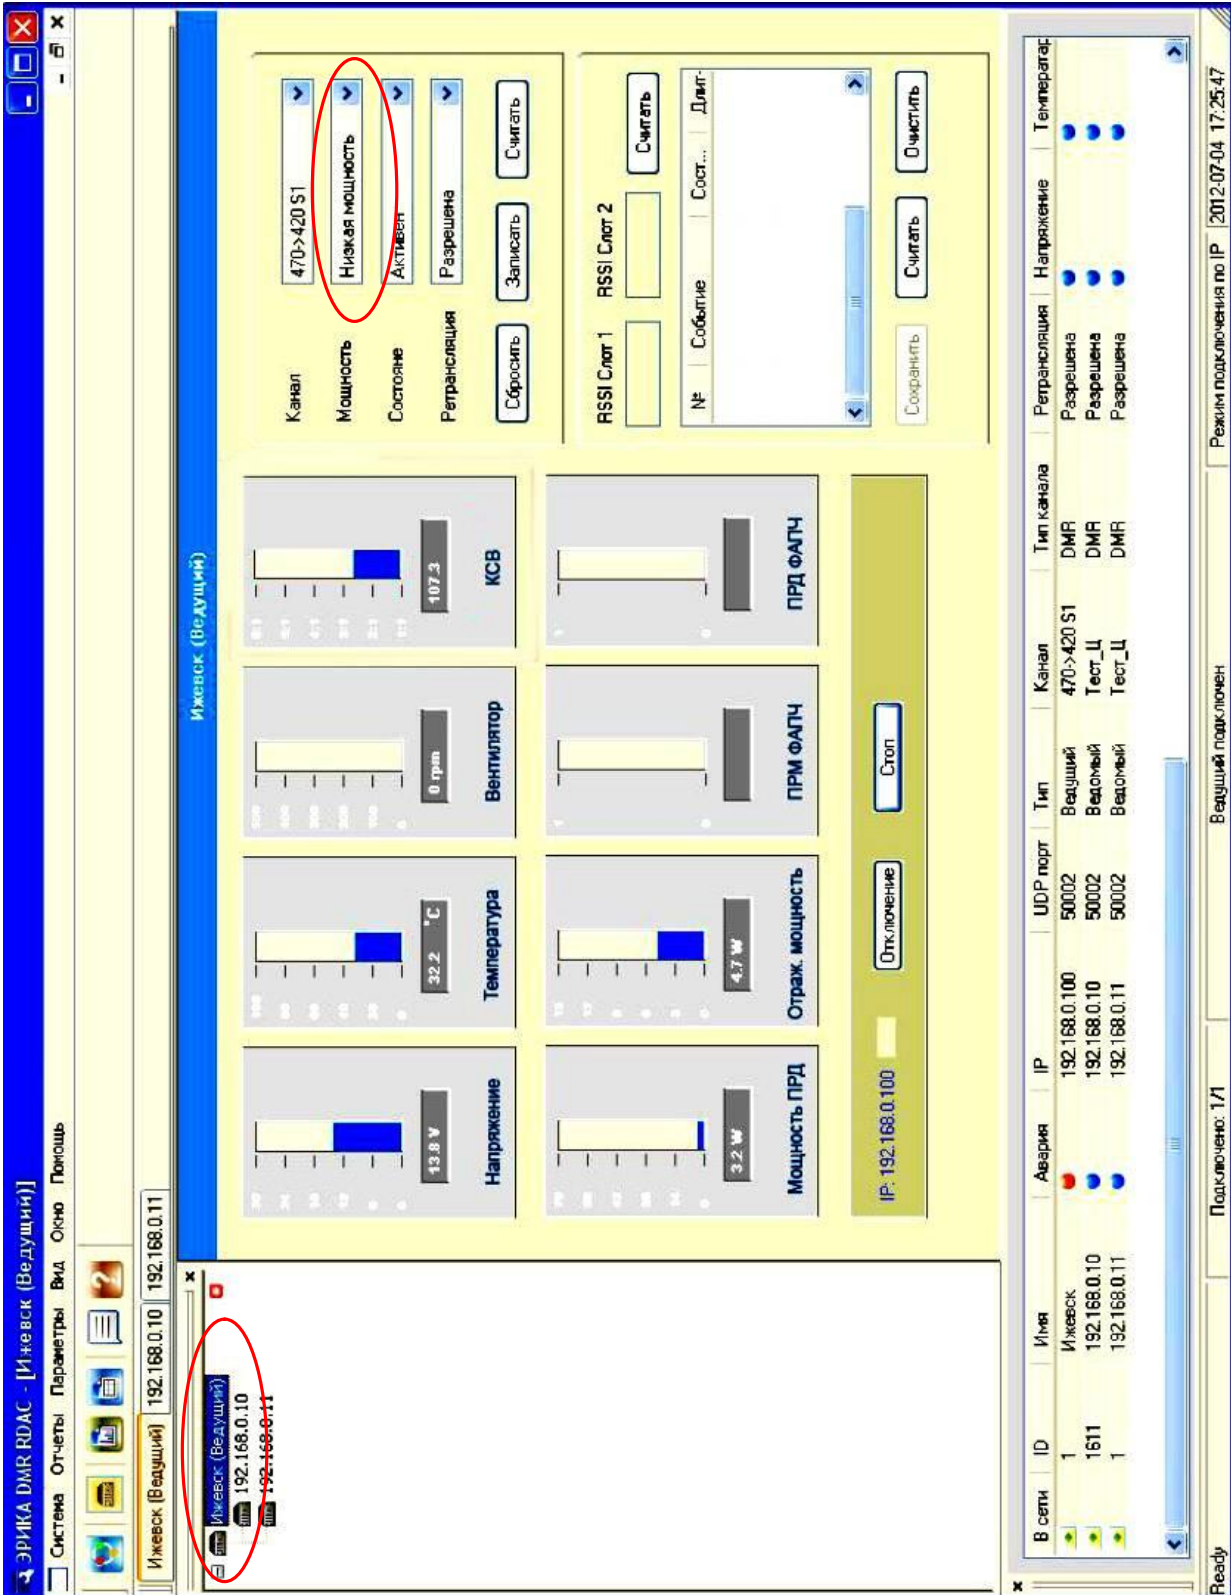 ЭРИКА DMR RDAC - [Ижевск (Ведущий)]
Система Отчеты Параметры Вид Окно Помощь
Ижевск (Ведущий) 192.168.0.10 192.168.0.11
Ижевск (Ведущий)
192.168.0.10
192.168.0.11
Ижевск (Ведущий)
13.8 V
Напряжение
32.2 °C
Температура
0 rpm
Вентилятор
107.3
КСВ
3.2 W
Мощность ПРД
4.7 W
Отраж. мощность
ПРМ ФАПЧ
ПРД ФАПЧ
IP: 192.168.0.100 Отключение Стоп
Канал 470->420 S1
Мощность Низкая мощность
Состояне Активен
Ретрансляция Разрешена
Сбросить Записать Считать
RSSI Слот 1 RSSI Слот 2
Считать
№ Событие Сост... Длит-
Сохранить Считать Очистить
В сети ID Имя Авария IP UDP порт Тип Канал Тип канала Ретрансляция Напряжение Температар
1 Ижевск 192.168.0.100 50002 Ведущий 470->420 S1 DMR Разрешена
1611 192.168.0.10 192.168.0.10 50002 Ведомый Тест_Ц DMR Разрешена
1 192.168.0.11 192.168.0.11 50002 Ведомый Тест_Ц DMR Разрешена
Ready Подключено: 1/1 Ведущий подключен Режим подключения по IP 2012-07-04 17:25:47